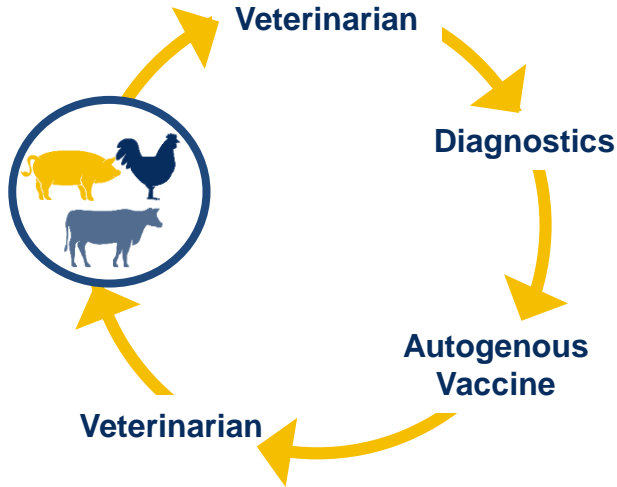 Veterinarian
Diagnostics
Autogenous
Vaccine
Veterinarian